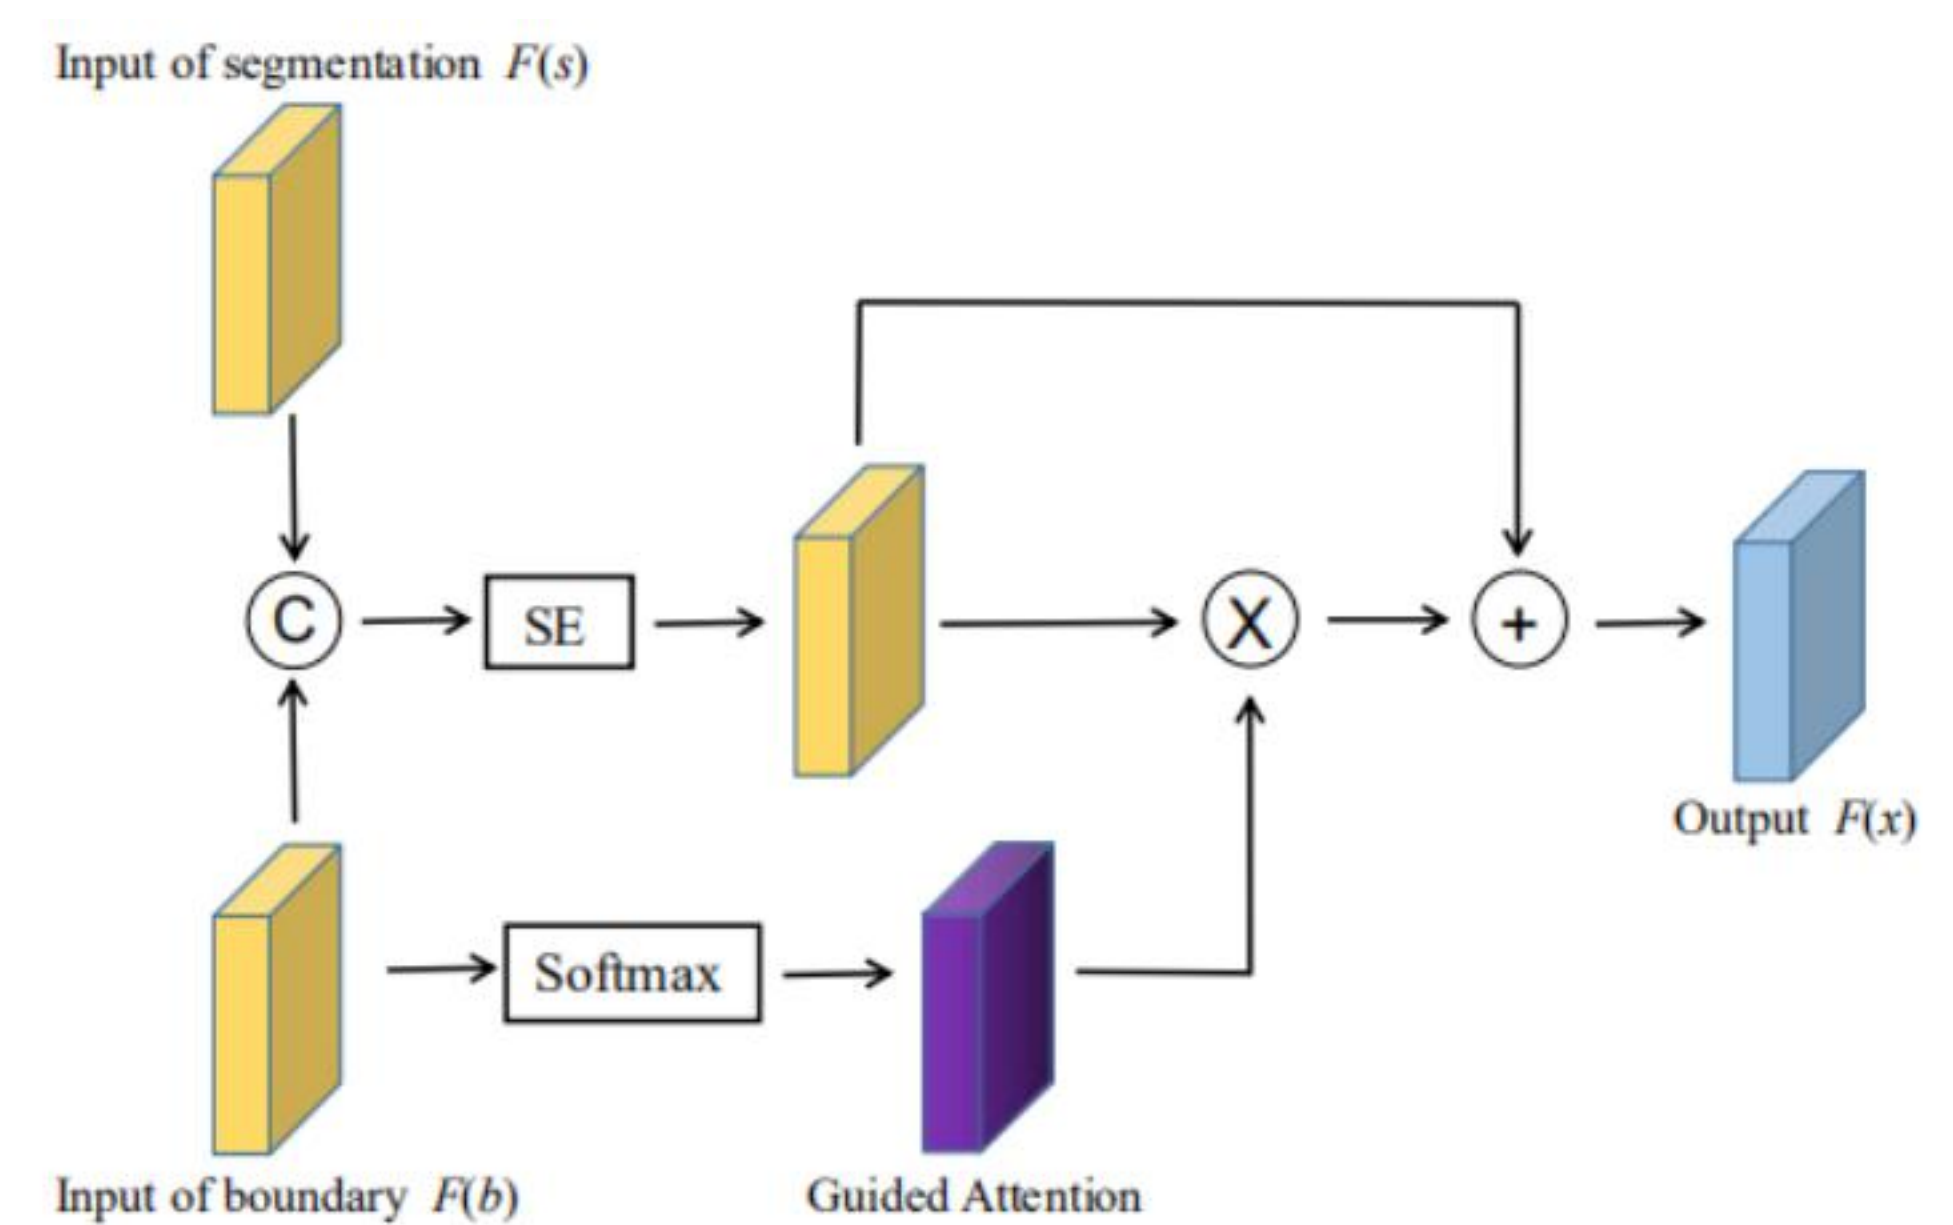 Input of segmentation F(s)
C
SE
X
+
Output F(x)
Softmax
Input of boundary F(b)
Guided Attention